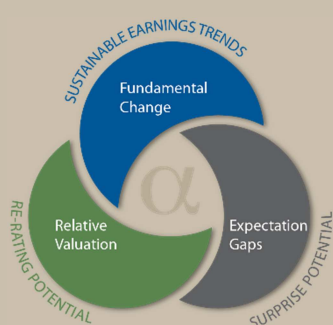 SUSTAINABLE EARNINGS TRENDS
Fundamental
Change
α
Relative
Valuation
Expectation
Gaps
RE-RATING POTENTIAL
SURPRISE POTENTIAL